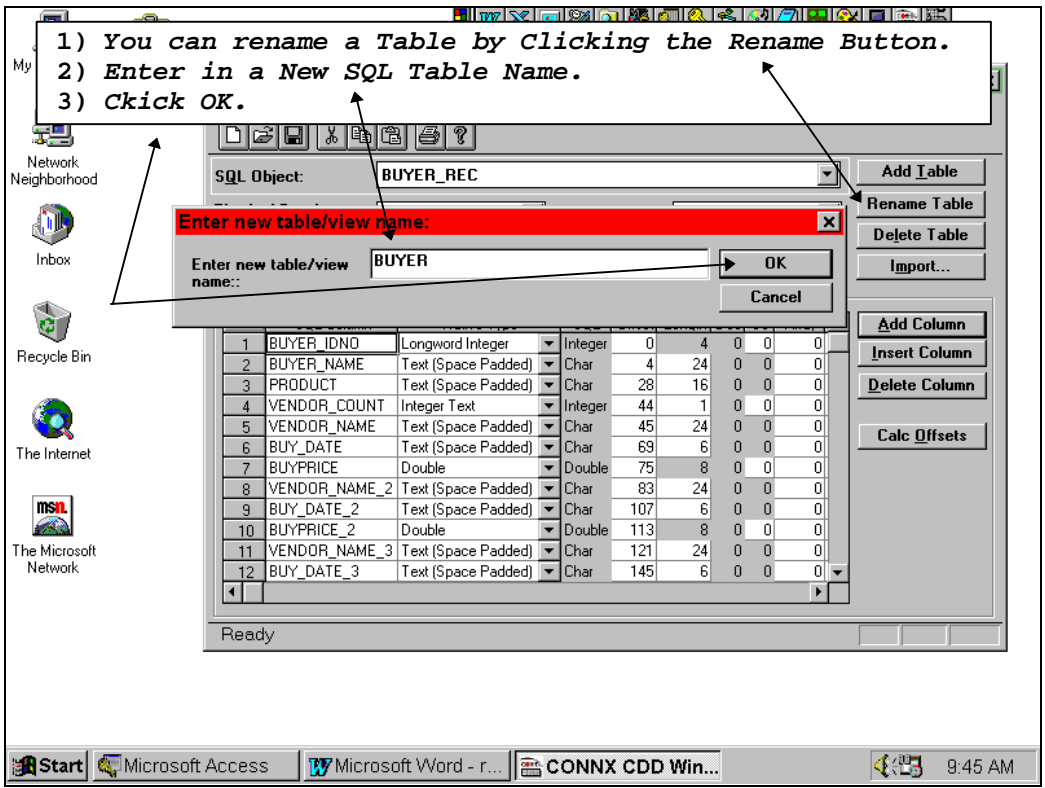 1) You can rename a Table by Clicking the Rename Button.
2) Enter in a New SQL Table Name.
3) Ckick OK.
My
Network
Neighborhood
Inbox
Recycle Bin
The Internet
msn.
The Microsoft
Network
SQL Object: BUYER_REC
Add Table
Rename Table
Delete Table
Import...
Enter new table/view name:
Enter new table/view
name::
BUYER
OK
Cancel
Add Column
Insert Column
Delete Column
Calc Offsets
1 BUYER_IDNO Longword Integer Integer 0 4 0 0 0
2 BUYER_NAME Text (Space Padded) Char 4 24 0 0 0
3 PRODUCT Text (Space Padded) Char 28 16 0 0 0
4 VENDOR_COUNT Integer Text Integer 44 1 0 0 0
5 VENDOR_NAME Text (Space Padded) Char 45 24 0 0 0
6 BUY_DATE Text (Space Padded) Char 69 6 0 0 0
7 BUYPRICE Double Double 75 8 0 0 0
8 VENDOR_NAME_2 Text (Space Padded) Char 83 24 0 0 0
9 BUY_DATE_2 Text (Space Padded) Char 107 6 0 0 0
10 BUYPRICE_2 Double Double 113 8 0 0 0
11 VENDOR_NAME_3 Text (Space Padded) Char 121 24 0 0 0
12 BUY_DATE_3 Text (Space Padded) Char 145 6 0 0 0
Ready
Start Microsoft Access Microsoft Word - r... CONNX CDD Win... 9:45 AM